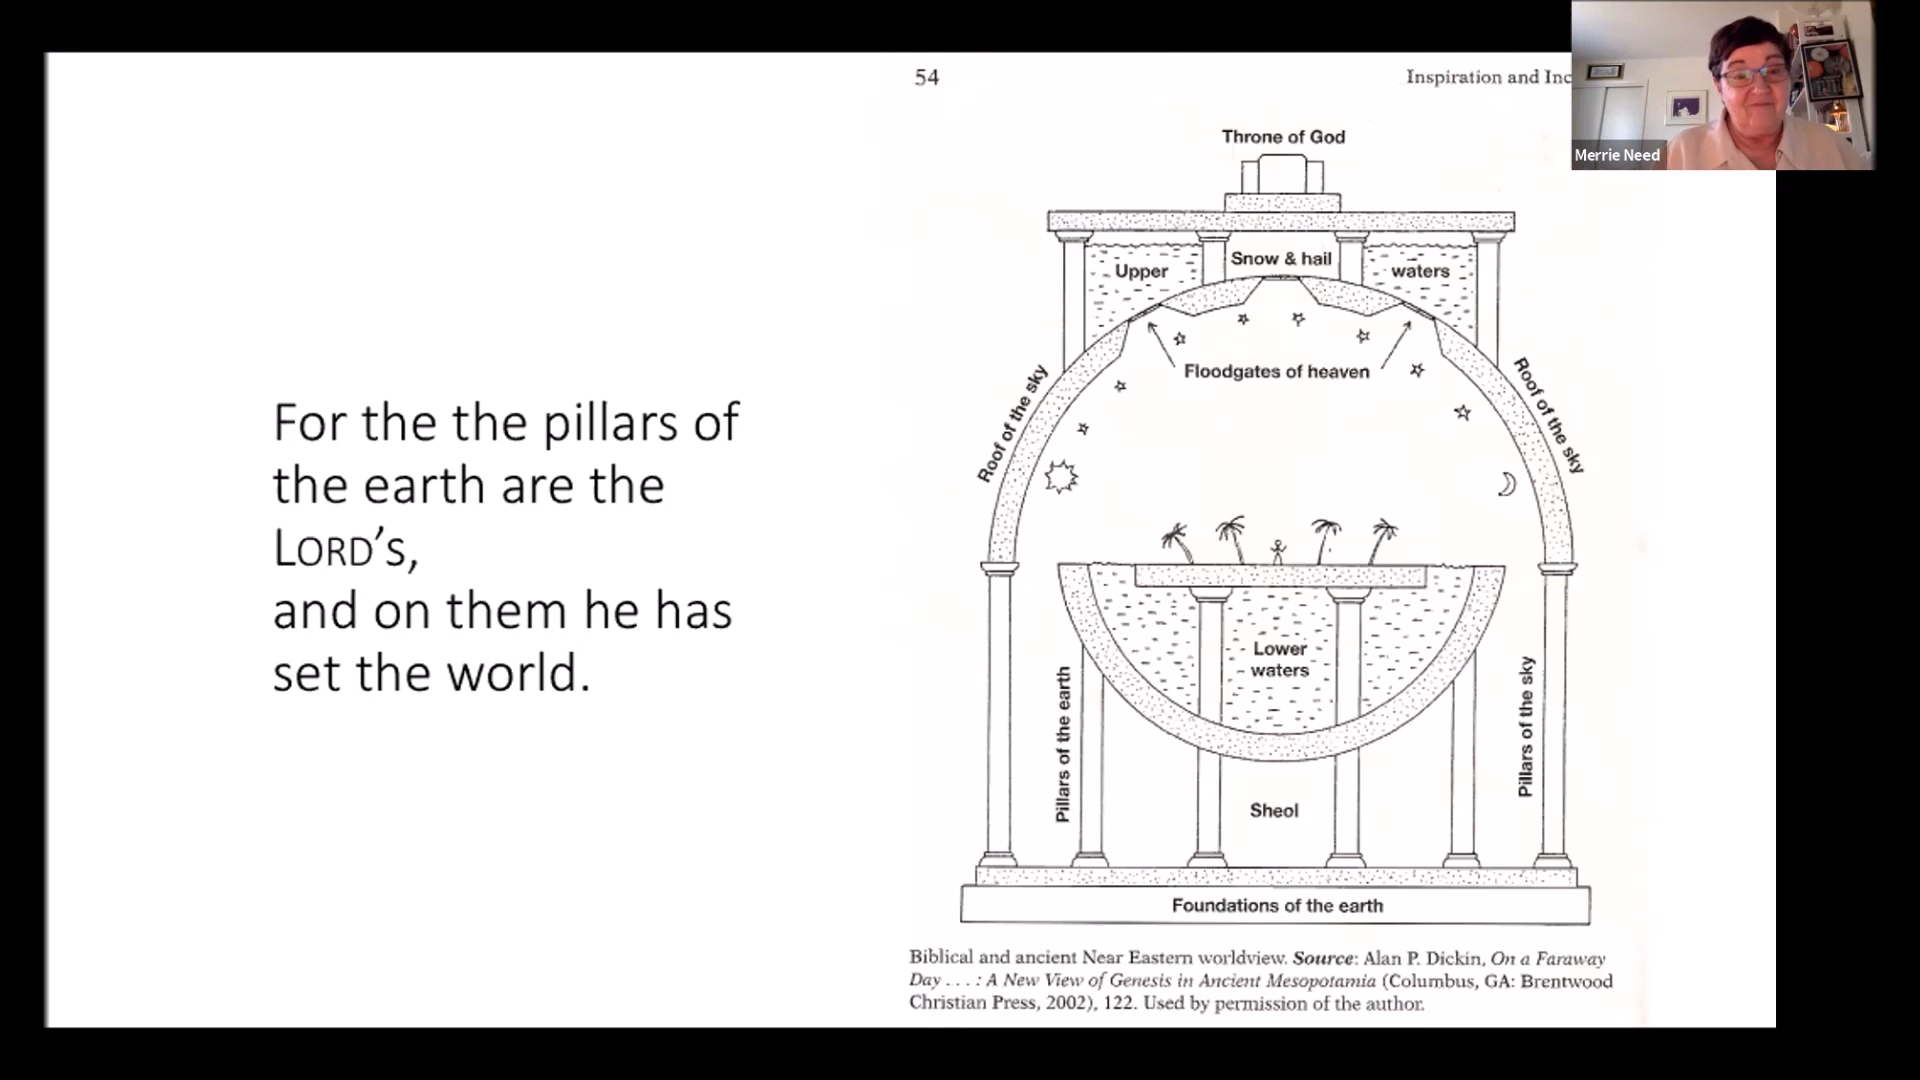 For the the pillars of
the earth are the
LORD’s,
and on them he has
set the world.
54
Inspiration and Inc
Throne of God
Upper
Snow & hail
waters
Floodgates of heaven
Roof of the sky
Roof of the sky
Lower
waters
Pillars of the earth
Pillars of the sky
Sheol
Foundations of the earth
Biblical and ancient Near Eastern worldview. Source: Alan P. Dickin, On a Faraway
Day . . . : A New View of Genesis in Ancient Mesopotamia (Columbus, GA: Brentwood
Christian Press, 2002), 122. Used by permission of the author.
Merrie Need